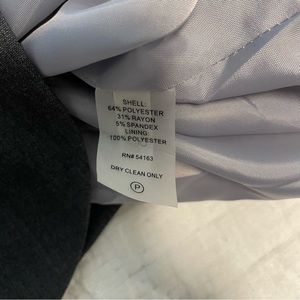 SHELL:
64% POLYESTER
31% RAYON
5% SPANDEX
LINING:
100% POLYESTER
RN# 54163
DRY CLEAN ONLY
P